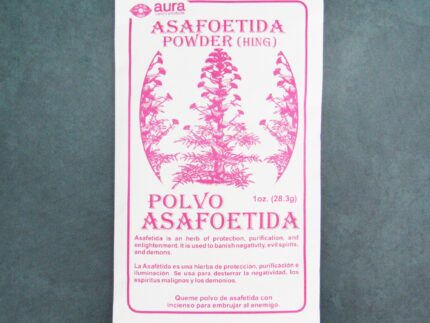 aura
ASAFOETIDA
POWDER (HING)
POLVO
1oz. (28.3g)
ASAFOETIDA
Asafetida is an herb of protection, purification, and
enlightenment. It is used to banish negativity, evil spirits,
and demons.
La Asafétida es una hierba de protección, purificación e
iluminación. Se usa para desterrar la negatividad, los
espíritus malignos y los demonios.
Queme polvo de asafetida con
incienso para embrujar al enemigo.